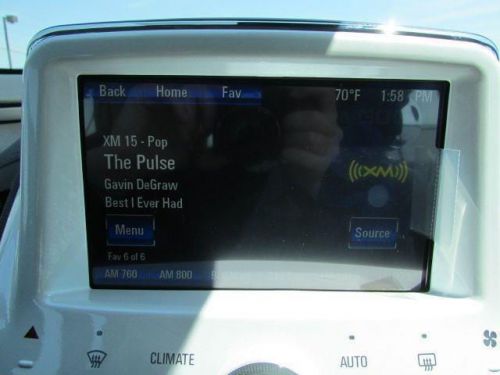 Back Home Fav 70°F 1:58 PM
XM 15 - Pop
The Pulse
Gavin DeGraw
Best I Ever Had
((XM))
Menu
Source
Fav 6 of 6
AM 760 AM 800
CLIMATE AUTO